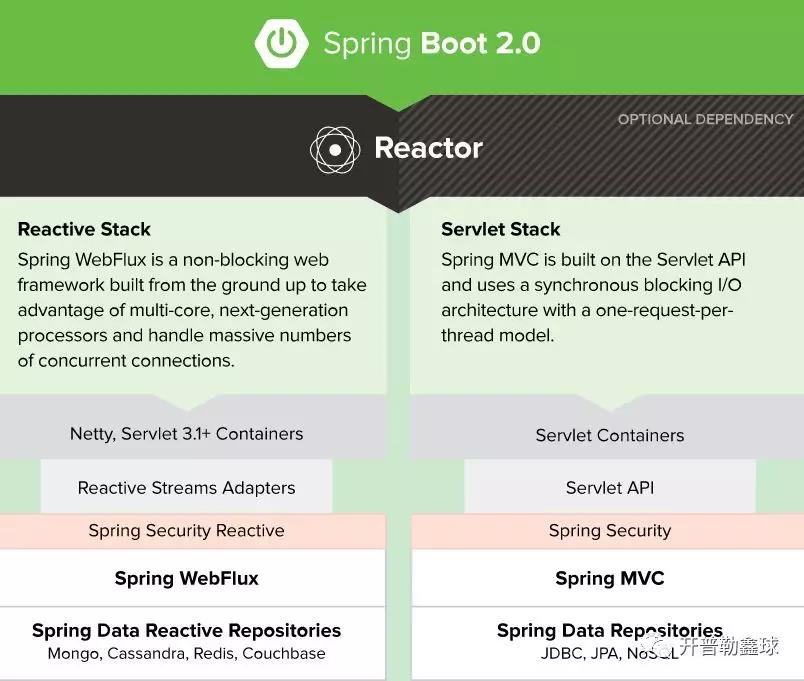 Spring Boot 2.0
OPTIONAL DEPENDENCY
Reactor
Reactive Stack
Spring WebFlux is a non-blocking web
framework built from the ground up to take
advantage of multi-core, next-generation
processors and handle massive numbers
of concurrent connections.
Netty, Servlet 3.1+ Containers
Reactive Streams Adapters
Spring Security Reactive
Spring WebFlux
Spring Data Reactive Repositories
Mongo, Cassandra, Redis, Couchbase
Servlet Stack
Spring MVC is built on the Servlet API
and uses a synchronous blocking I/O
architecture with a one-request-per-
thread model.
Servlet Containers
Servlet API
Spring Security
Spring MVC
Spring Data Repositories
JDBC, JPA, NoSQL
开普勒鑫球